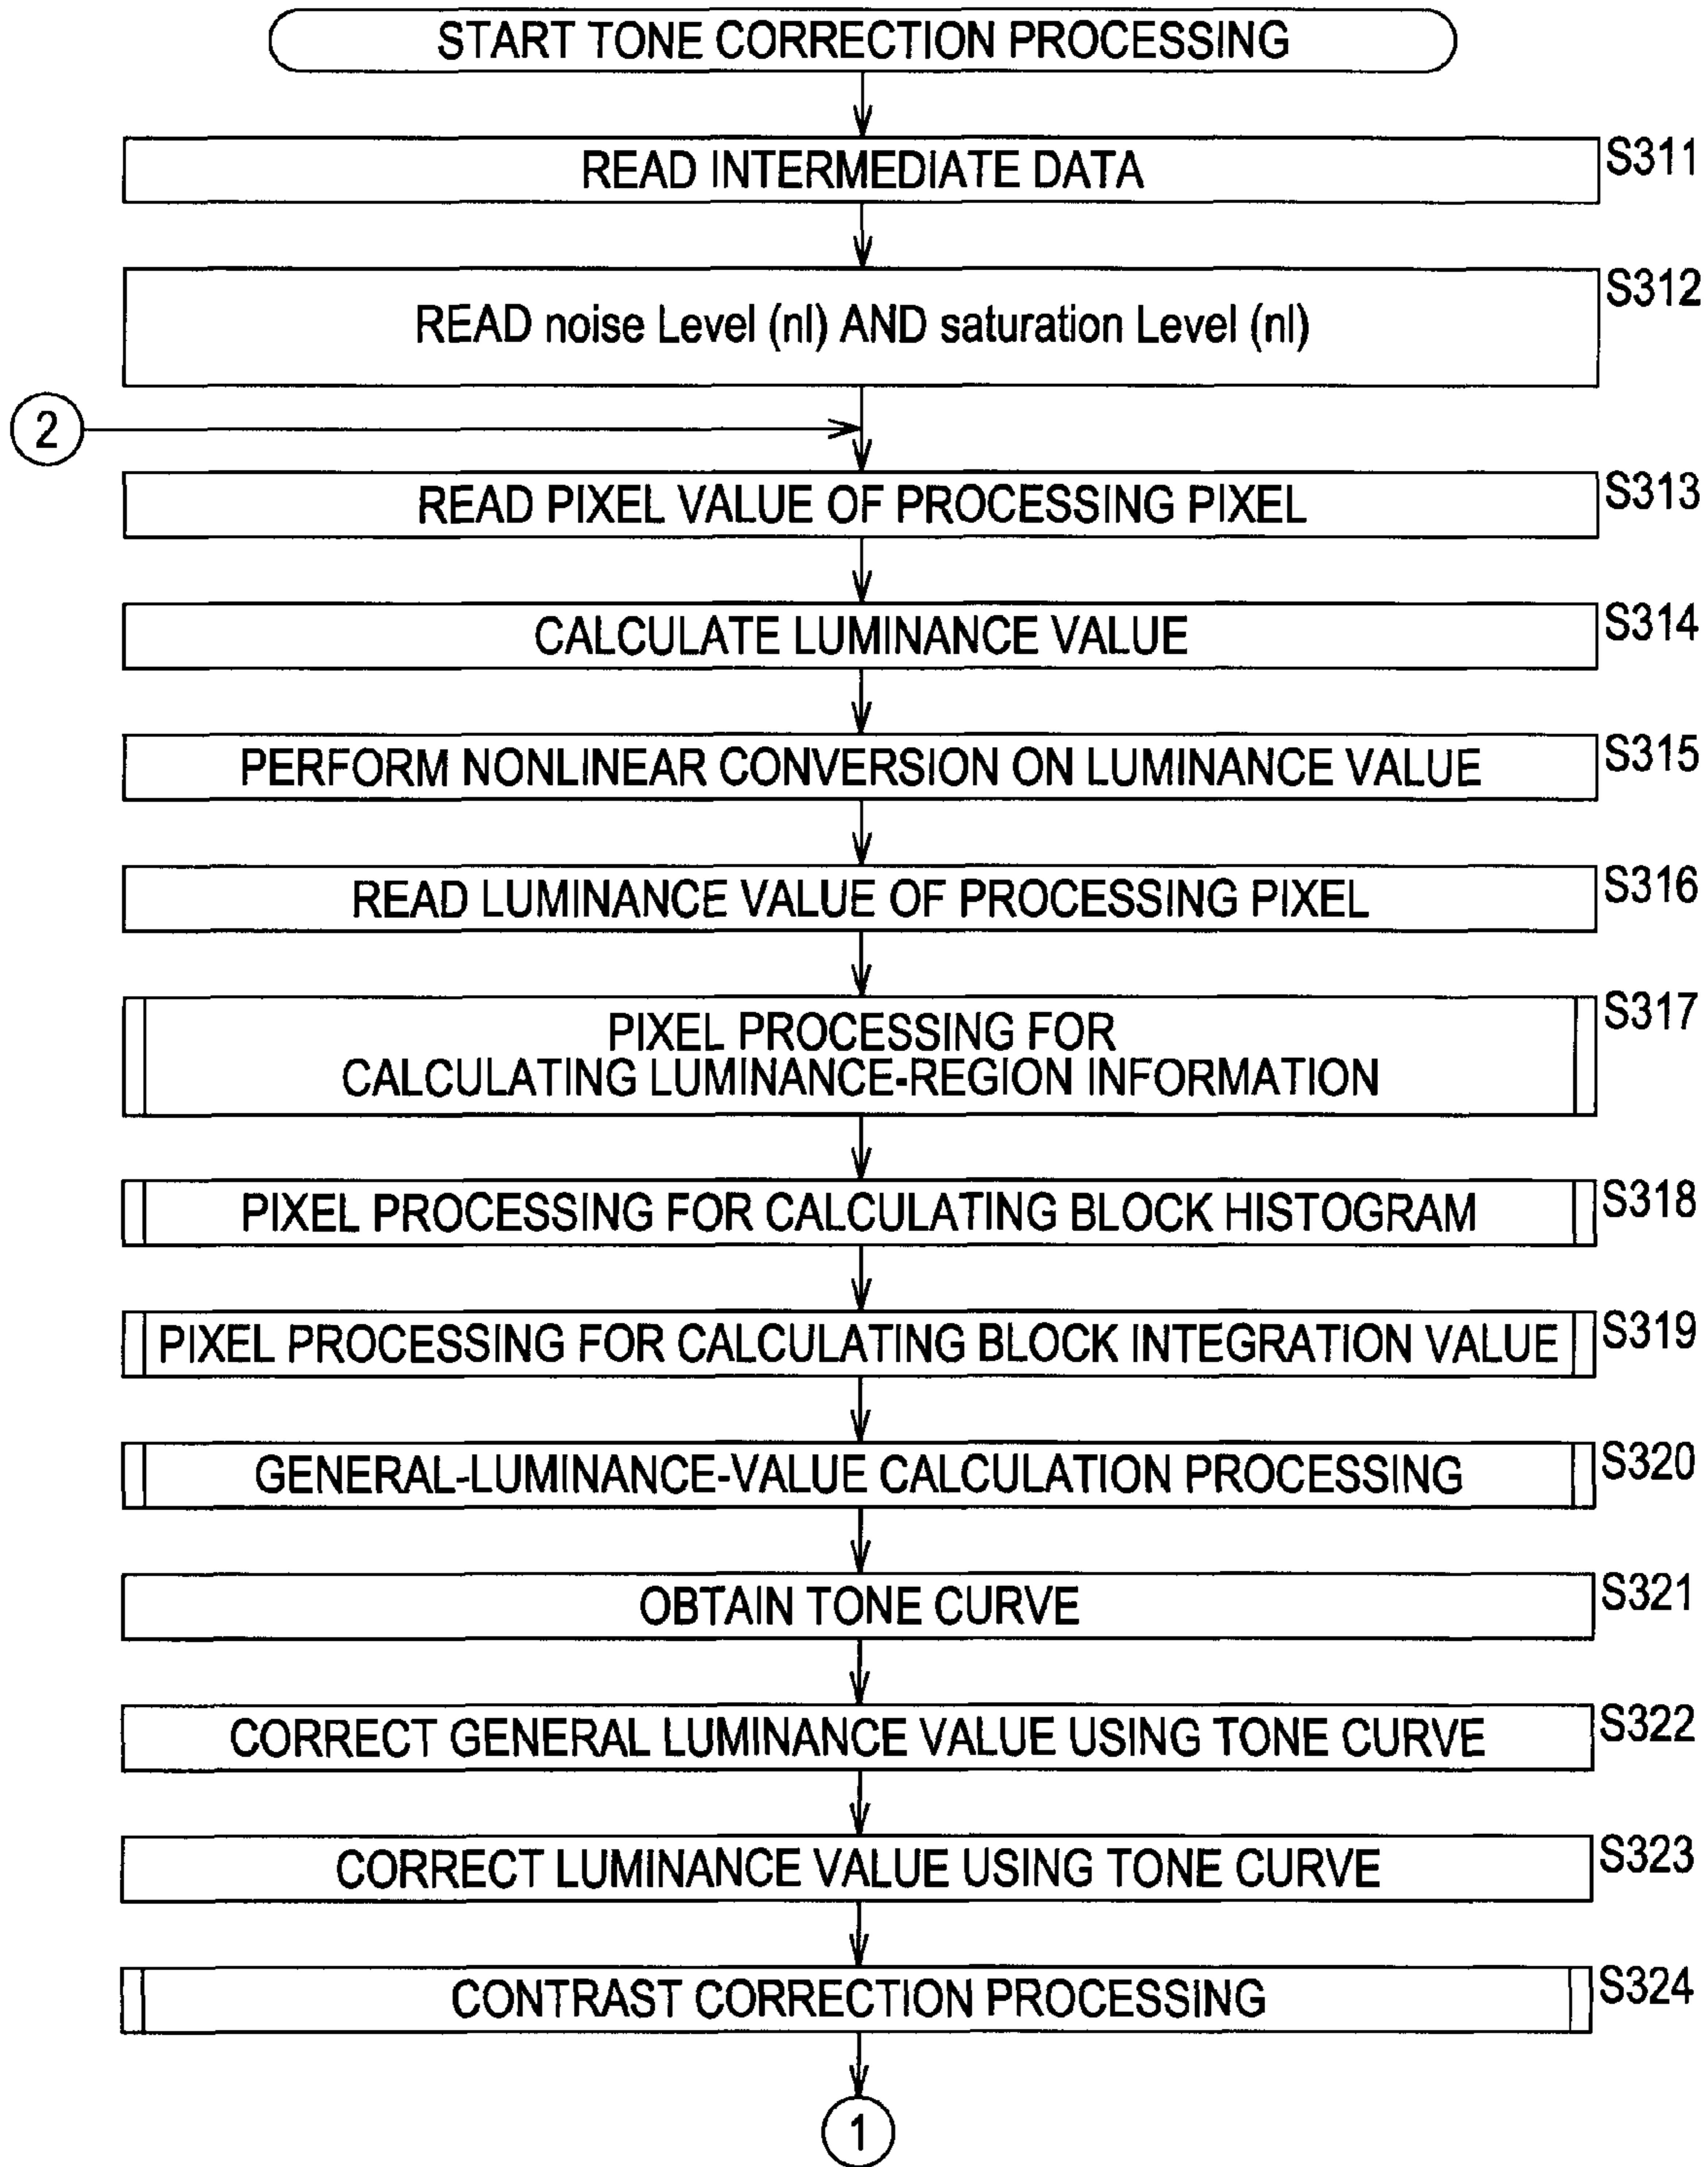 START TONE CORRECTION PROCESSING
READ INTERMEDIATE DATA
S311
READ noise Level (nl) AND saturation Level (nl)
S312
2
READ PIXEL VALUE OF PROCESSING PIXEL
S313
CALCULATE LUMINANCE VALUE
S314
PERFORM NONLINEAR CONVERSION ON LUMINANCE VALUE
S315
READ LUMINANCE VALUE OF PROCESSING PIXEL
S316
PIXEL PROCESSING FOR
CALCULATING LUMINANCE-REGION INFORMATION
S317
PIXEL PROCESSING FOR CALCULATING BLOCK HISTOGRAM
S318
PIXEL PROCESSING FOR CALCULATING BLOCK INTEGRATION VALUE
S319
GENERAL-LUMINANCE-VALUE CALCULATION PROCESSING
S320
OBTAIN TONE CURVE
S321
CORRECT GENERAL LUMINANCE VALUE USING TONE CURVE
S322
CORRECT LUMINANCE VALUE USING TONE CURVE
S323
CONTRAST CORRECTION PROCESSING
S324
1